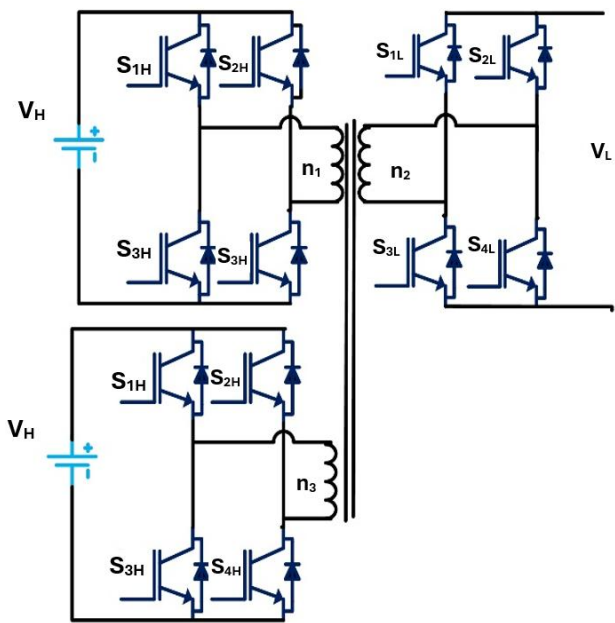 S1H S2H
S1L S2L
VH
+
n1 n2
VL
S3H S3H
S3L S4L
S1H S2H
VH
+
n3
S3H S4H